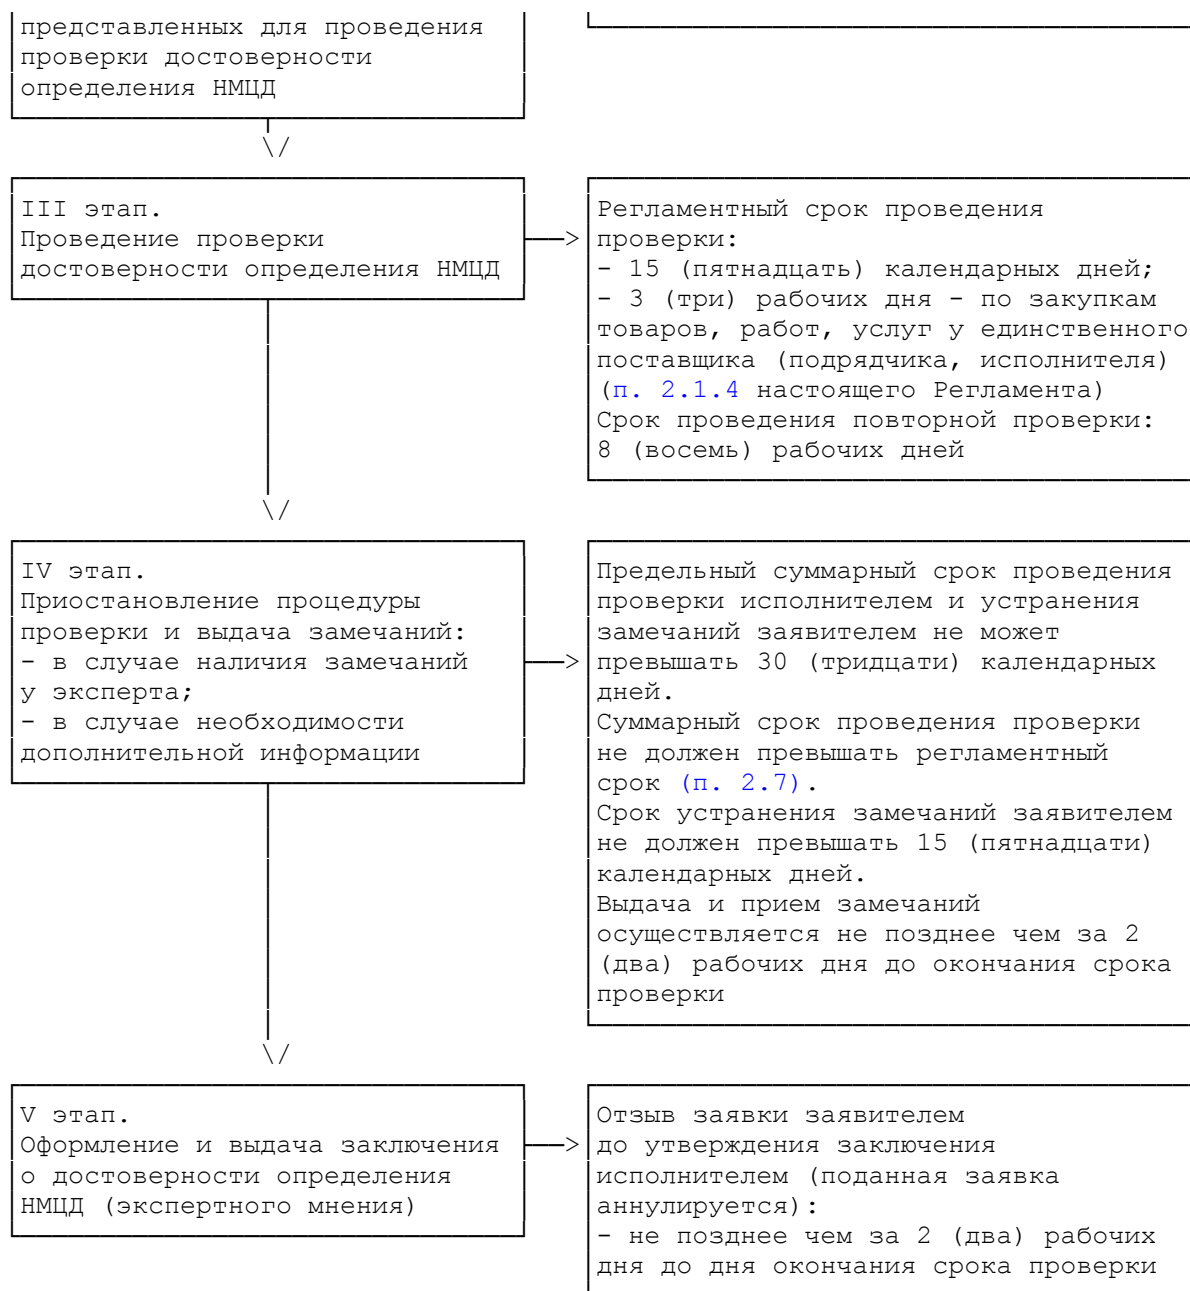 представленных для проведения
проверки достоверности
определения НМЦД
\/
III этап.
Проведение проверки
достоверности определения НМЦД
>
Регламентный срок проведения
проверки:
- 15 (пятнадцать) календарных дней;
- 3 (три) рабочих дня - по закупкам
товаров, работ, услуг у единственного
поставщика (подрядчика, исполнителя)
(п. 2.1.4 настоящего Регламента)
Срок проведения повторной проверки:
8 (восемь) рабочих дней
\/
IV этап.
Приостановление процедуры
проверки и выдача замечаний:
- в случае наличия замечаний
у эксперта;
- в случае необходимости
дополнительной информации
>
Предельный суммарный срок проведения
проверки исполнителем и устранения
замечаний заявителем не может
превышать 30 (тридцати) календарных
дней.
Суммарный срок проведения проверки
не должен превышать регламентный
срок (п. 2.7).
Срок устранения замечаний заявителем
не должен превышать 15 (пятнадцати)
календарных дней.
Выдача и прием замечаний
осуществляется не позднее чем за 2
(два) рабочих дня до окончания срока
проверки
\/
V этап.
Оформление и выдача заключения
о достоверности определения
НМЦД (экспертного мнения)
>
Отзыв заявки заявителем
до утверждения заключения
исполнителем (поданная заявка
аннулируется):
- не позднее чем за 2 (два) рабочих
дня до дня окончания срока проверки